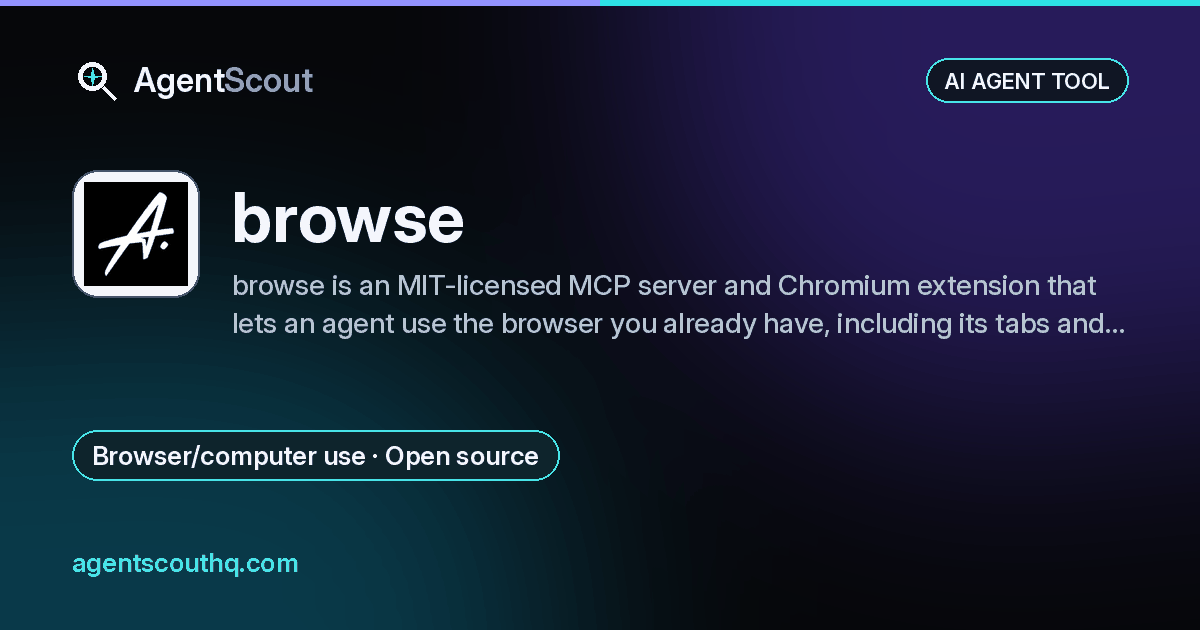 AgentScout
AI AGENT TOOL
A.
browse
browse is an MIT-licensed MCP server and Chromium extension that
lets an agent use the browser you already have, including its tabs and...
Browser/computer use · Open source
agentscouthq.com